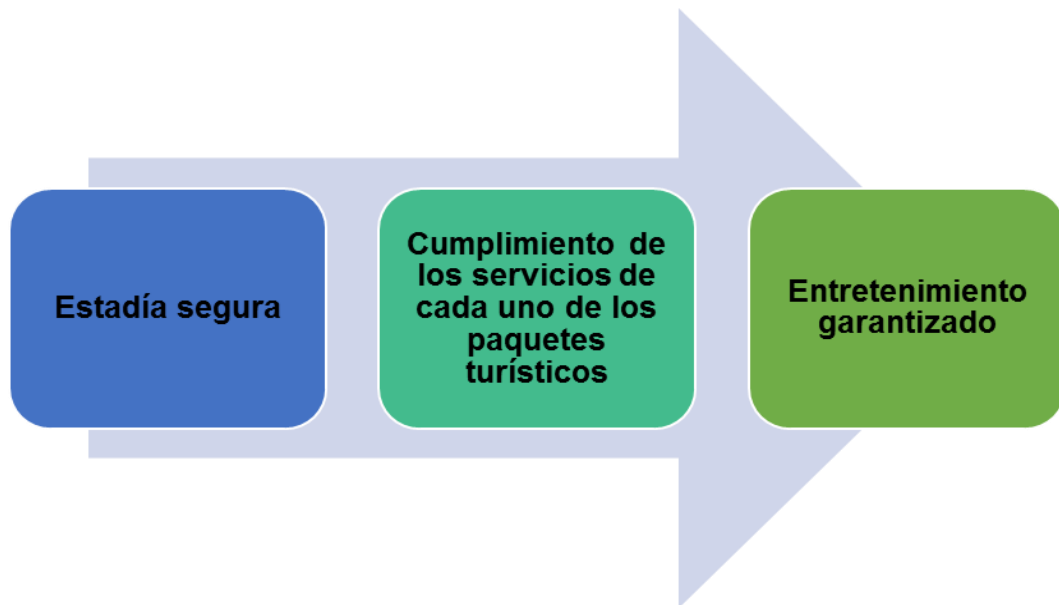 Estadía segura
Cumplimiento de
los servicios de
cada uno de los
paquetes
turísticos
Entretenimiento
garantizado